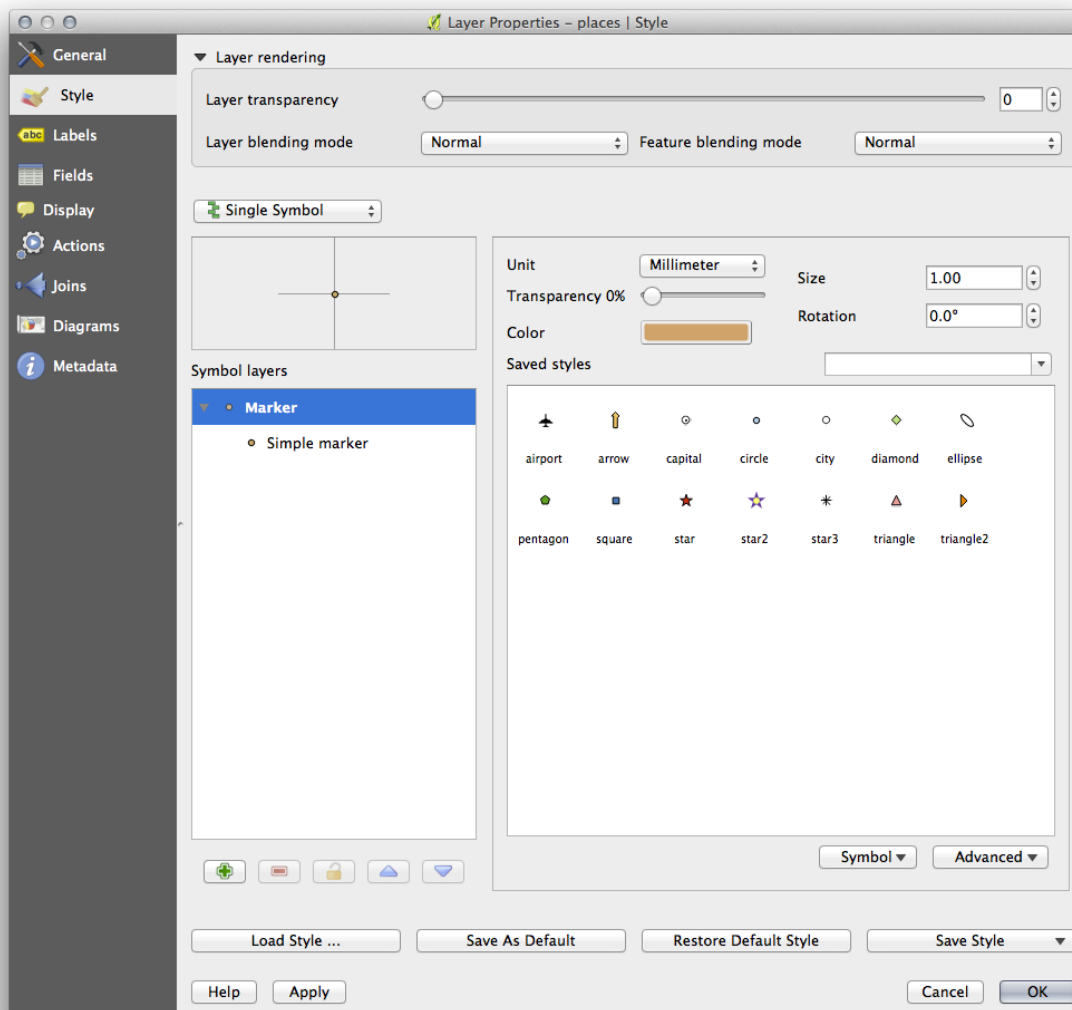 Layer Properties – places | Style
General
Style
abc Labels
Fields
Display
Actions
Joins
Diagrams
Metadata
Layer rendering
Layer transparency 0
Layer blending mode Normal Feature blending mode Normal
Single Symbol
Unit Millimeter Size 1.00
Transparency 0%
Rotation 0.0°
Color
Saved styles
Symbol layers
Marker
Simple marker
airport arrow capital circle city diamond ellipse
pentagon square star star2 star3 triangle triangle2
Symbol Advanced
Load Style ... Save As Default Restore Default Style Save Style
Help Apply Cancel OK